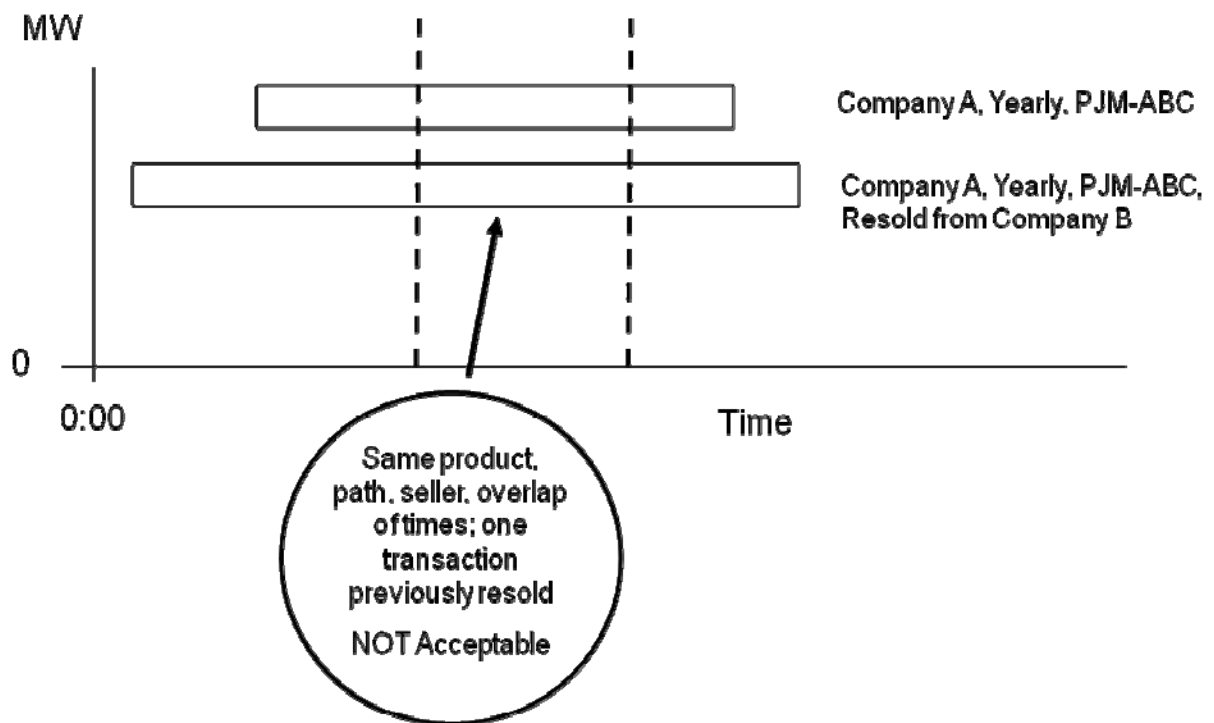 MW
Company A, Yearly, PJM-ABC
Company A, Yearly, PJM-ABC,
Resold from Company B
0
0:00
Time
Same product,
path, seller, overlap
of times; one
transaction
previously resold
NOT Acceptable